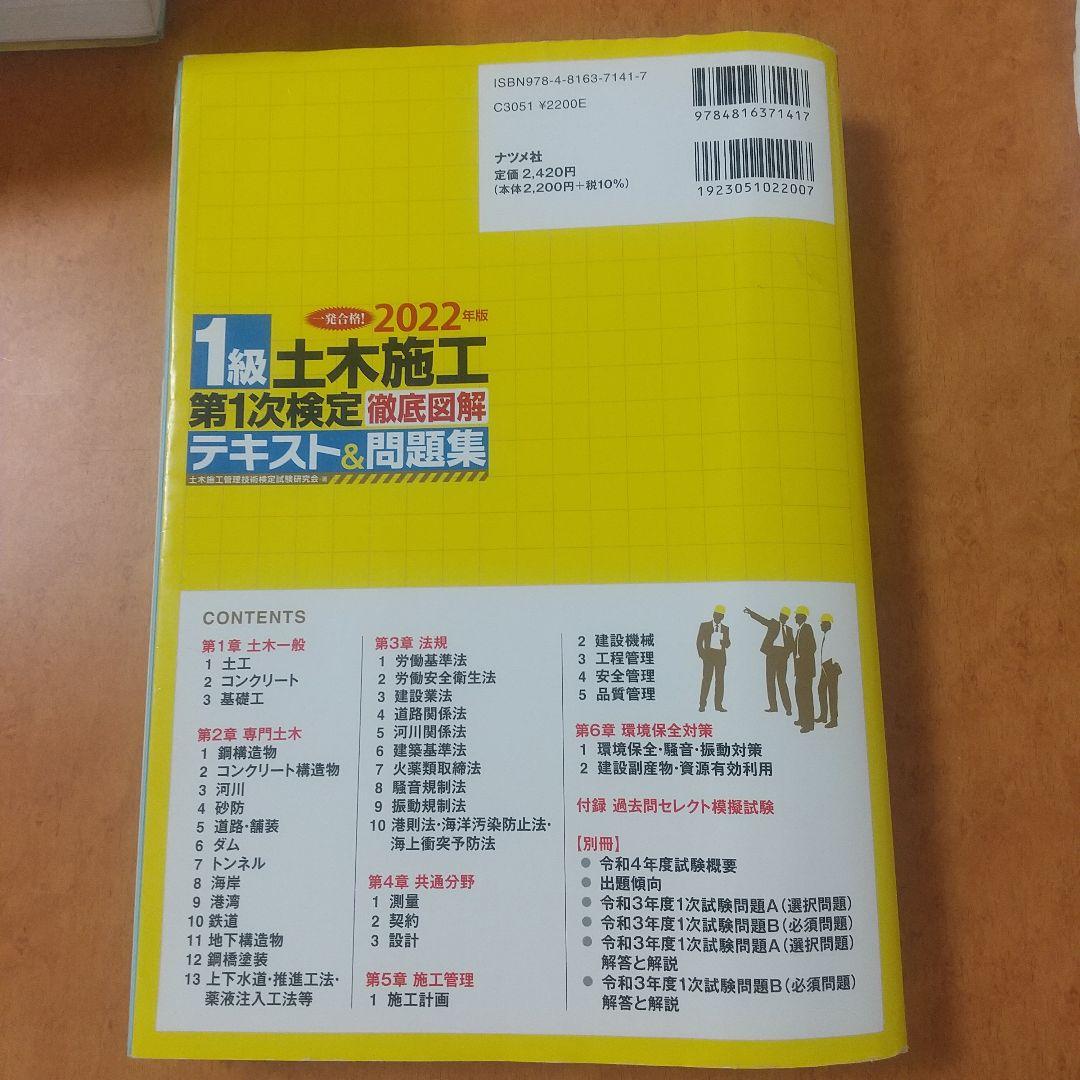 ISBN978-4-8163-7141-7
C3051 ¥2200E
9784816371417
ナツメ社
定価 2,420円
(本体2,200円+税10%)
1923051022007
一発合格! 2022年版
1級 土木施工
第1次検定 徹底図解
テキスト&問題集
土木施工管理技術検定試験研究会 著
CONTENTS
第1章 土木一般
1 土工
2 コンクリート
3 基礎工
第2章 専門土木
1 鋼構造物
2 コンクリート構造物
3 河川
4 砂防
5 道路・舗装
6 ダム
7 トンネル
8 海岸
9 港湾
10 鉄道
11 地下構造物
12 鋼橋塗装
13 上下水道・推進工法・
薬液注入工法等
第3章 法規
1 労働基準法
2 労働安全衛生法
3 建設業法
4 道路関係法
5 河川関係法
6 建築基準法
7 火薬類取締法
8 騒音規制法
9 振動規制法
10 港則法・海洋汚染防止法・
海上衝突予防法
第4章 共通分野
1 測量
2 契約
3 設計
第5章 施工管理
1 施工計画
2 建設機械
3 工程管理
4 安全管理
5 品質管理
第6章 環境保全対策
1 環境保全・騒音・振動対策
2 建設副産物・資源有効利用
付録 過去問セレクト模擬試験
【別冊】
● 令和4年度試験概要
● 出題傾向
● 令和3年度1次試験問題A(選択問題)
● 令和3年度1次試験問題B(必須問題)
● 令和3年度1次試験問題A(選択問題)
解答と解説
● 令和3年度1次試験問題B(必須問題)
解答と解説